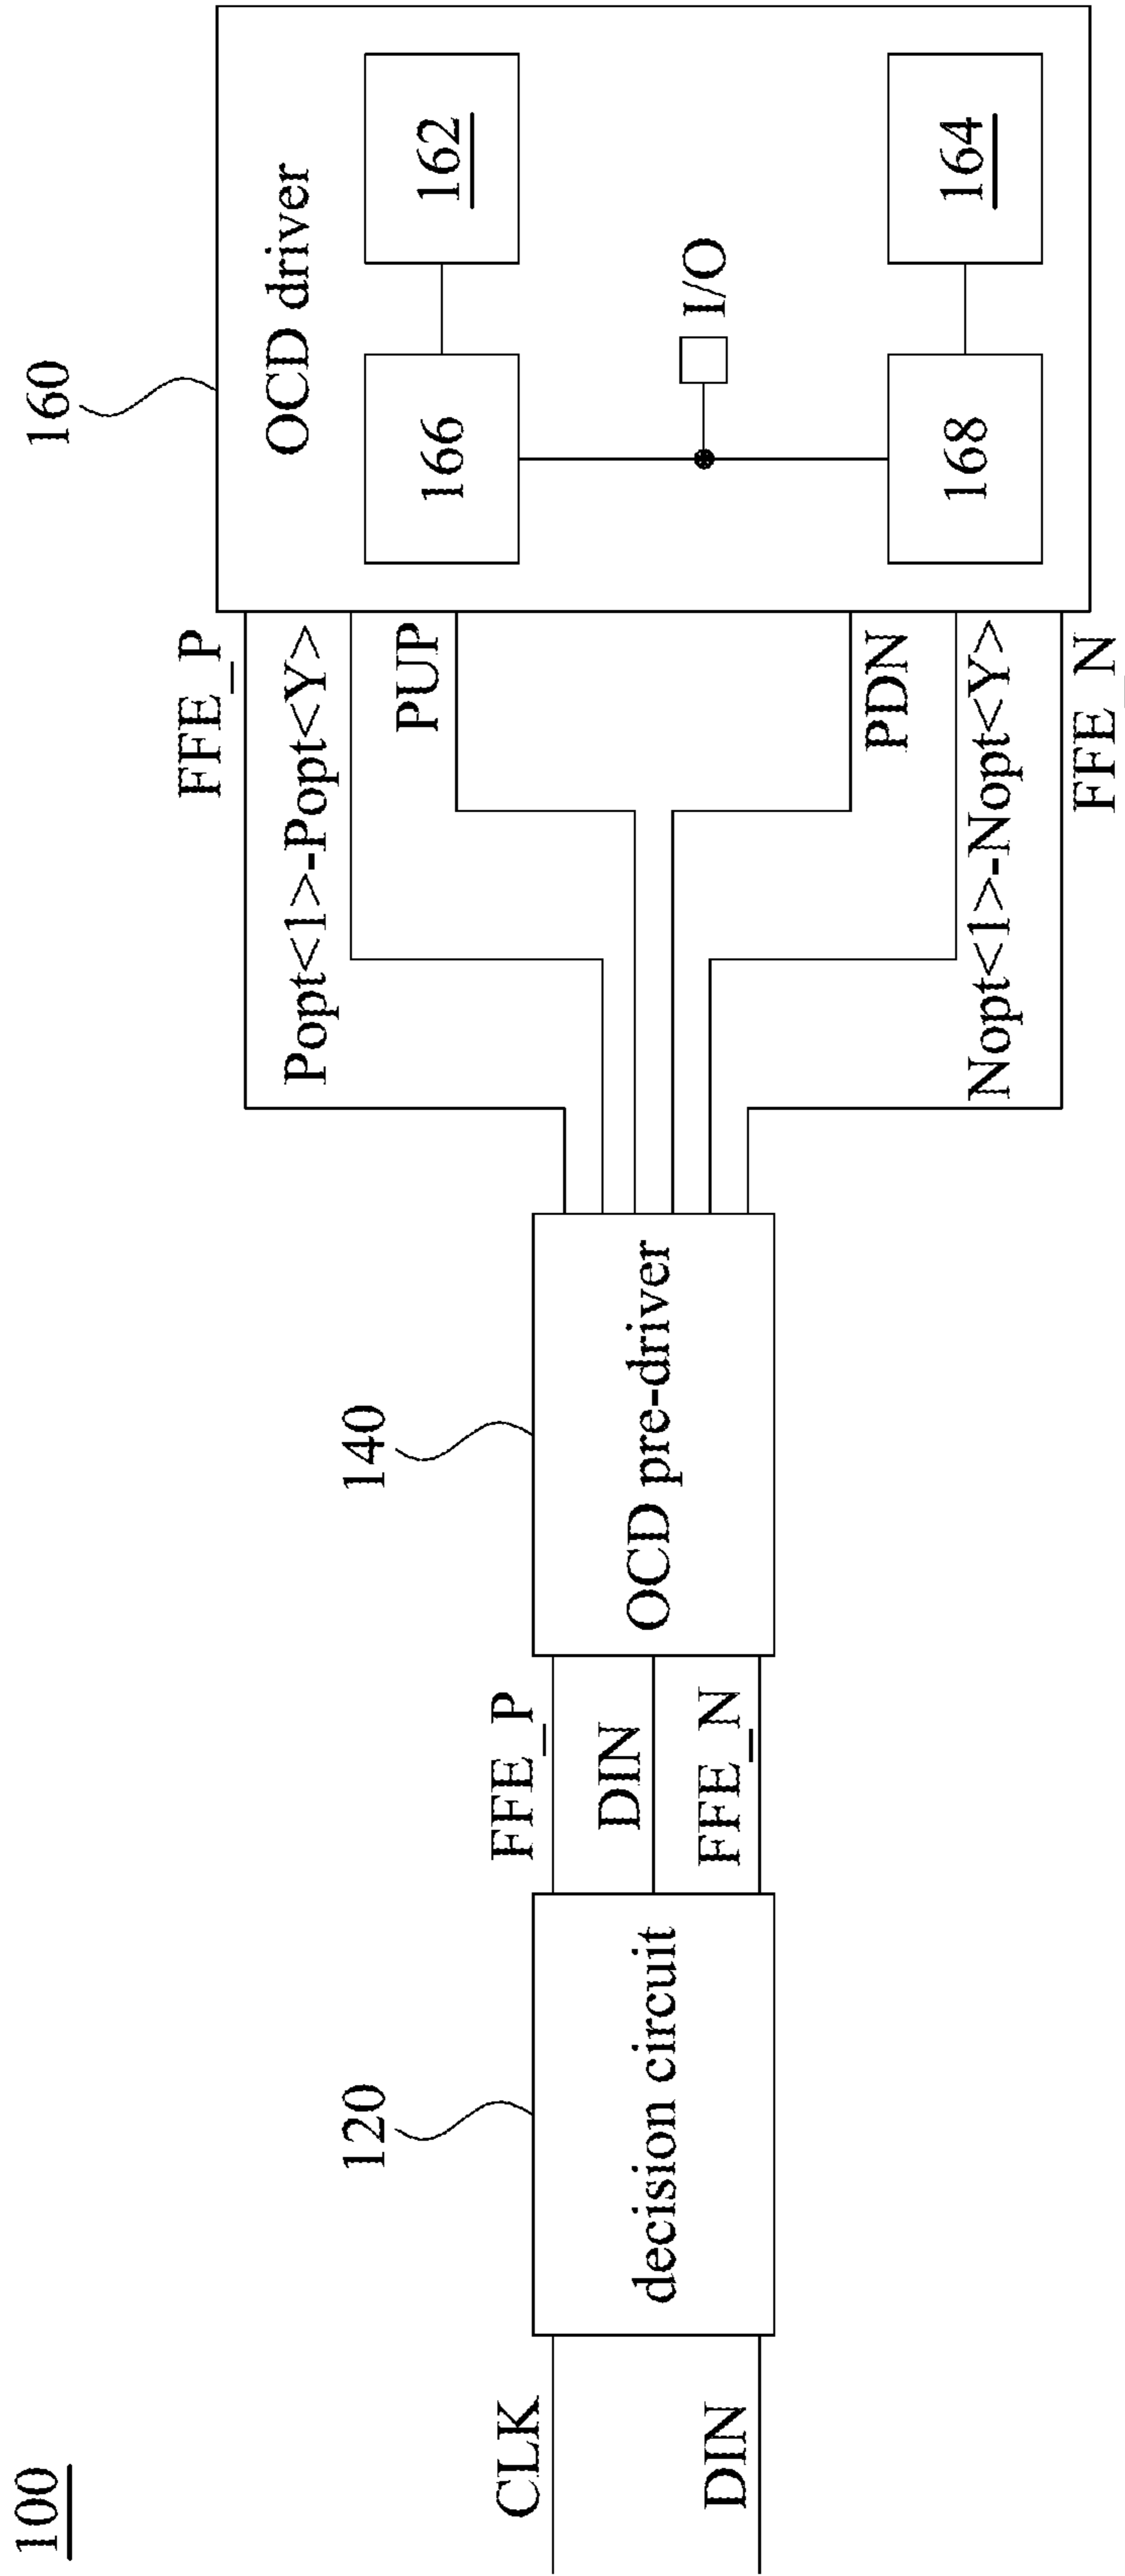 100
CLK
DIN
120
decision circuit
FFE_P
DIN
FFE_N
140
OCD pre-driver
FFE_P
Popt<1>-Popt<Y>
PUP
PDN
Nopt<1>-Nopt<Y>
FFE_N
160
OCD driver
166
162
I/O
168
164